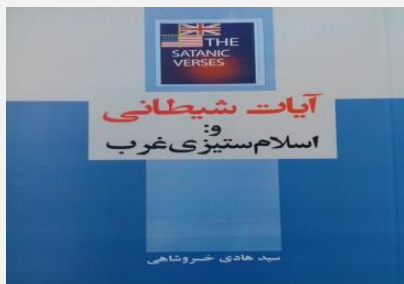 THE
SATANIC
VERSES
آیات شیطانی
و:
اسلام‌ستیزی غرب
سید هادی خسروشاهی